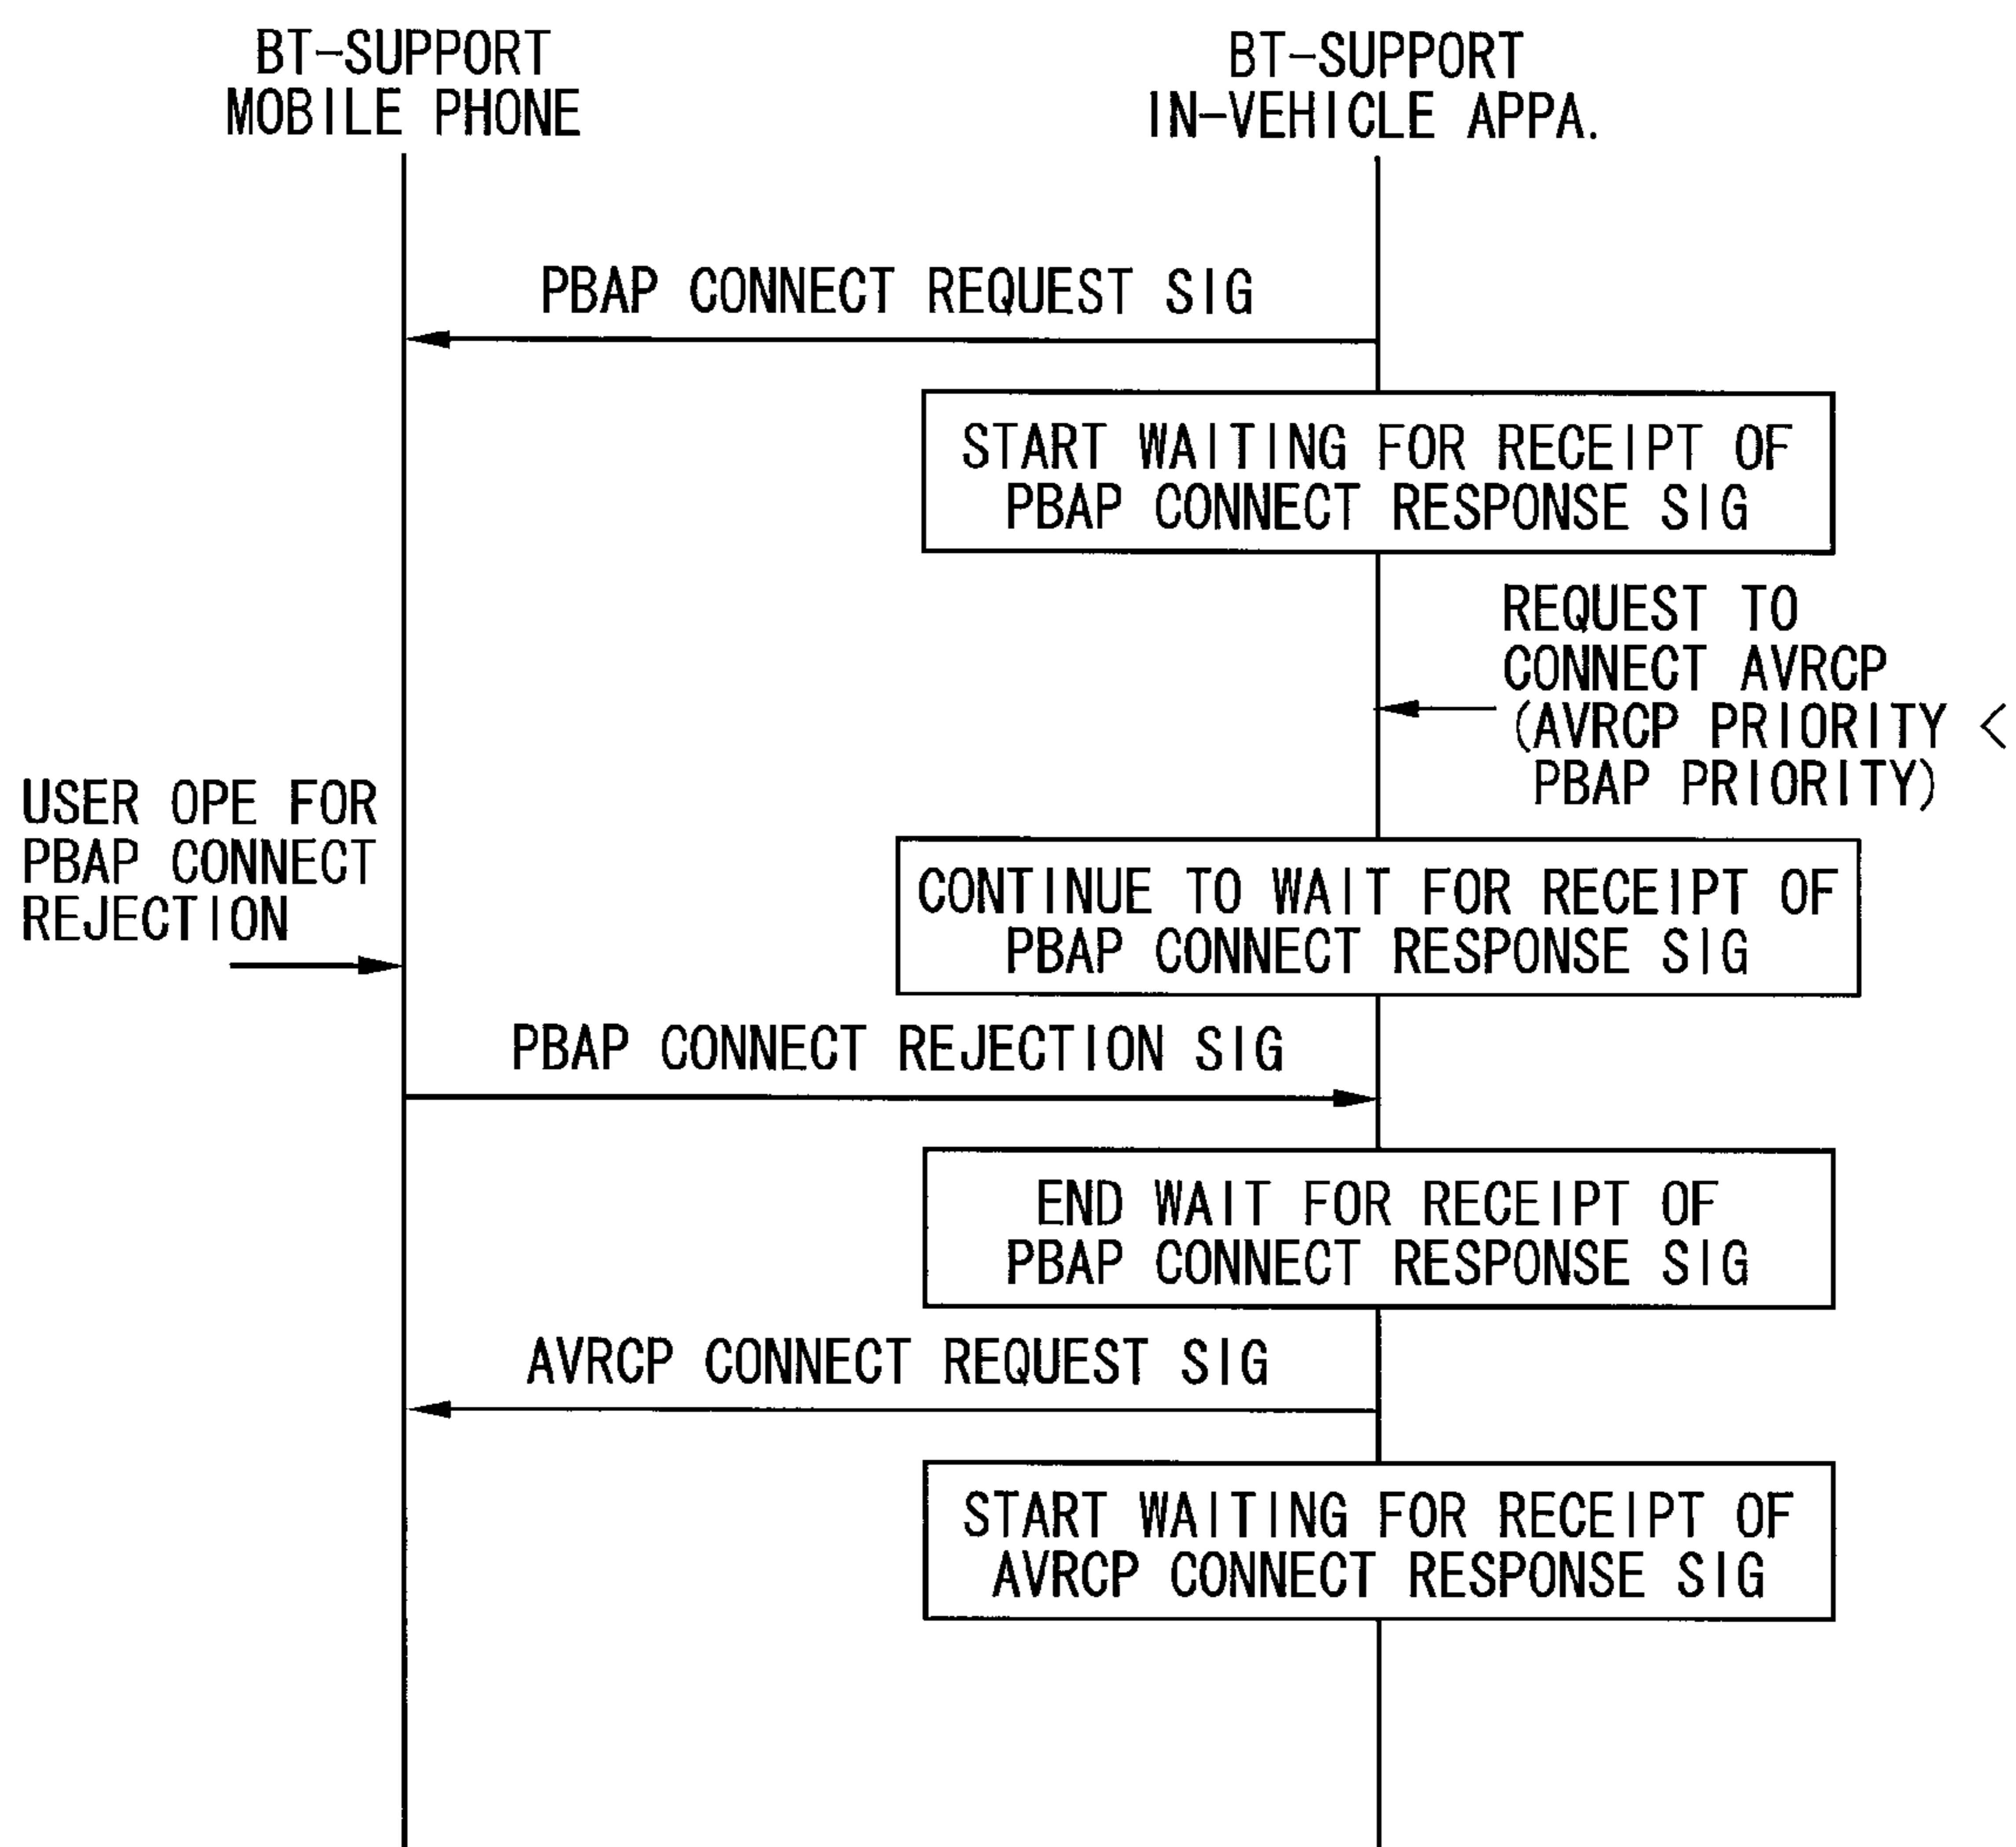 BT-SUPPORT
MOBILE PHONE
BT-SUPPORT
IN-VEHICLE APPA.
PBAP CONNECT REQUEST SIG
START WAITING FOR RECEIPT OF
PBAP CONNECT RESPONSE SIG
REQUEST TO
CONNECT AVRCP
(AVRCP PRIORITY <
PBAP PRIORITY)
USER OPE FOR
PBAP CONNECT
REJECTION
CONTINUE TO WAIT FOR RECEIPT OF
PBAP CONNECT RESPONSE SIG
PBAP CONNECT REJECTION SIG
END WAIT FOR RECEIPT OF
PBAP CONNECT RESPONSE SIG
AVRCP CONNECT REQUEST SIG
START WAITING FOR RECEIPT OF
AVRCP CONNECT RESPONSE SIG